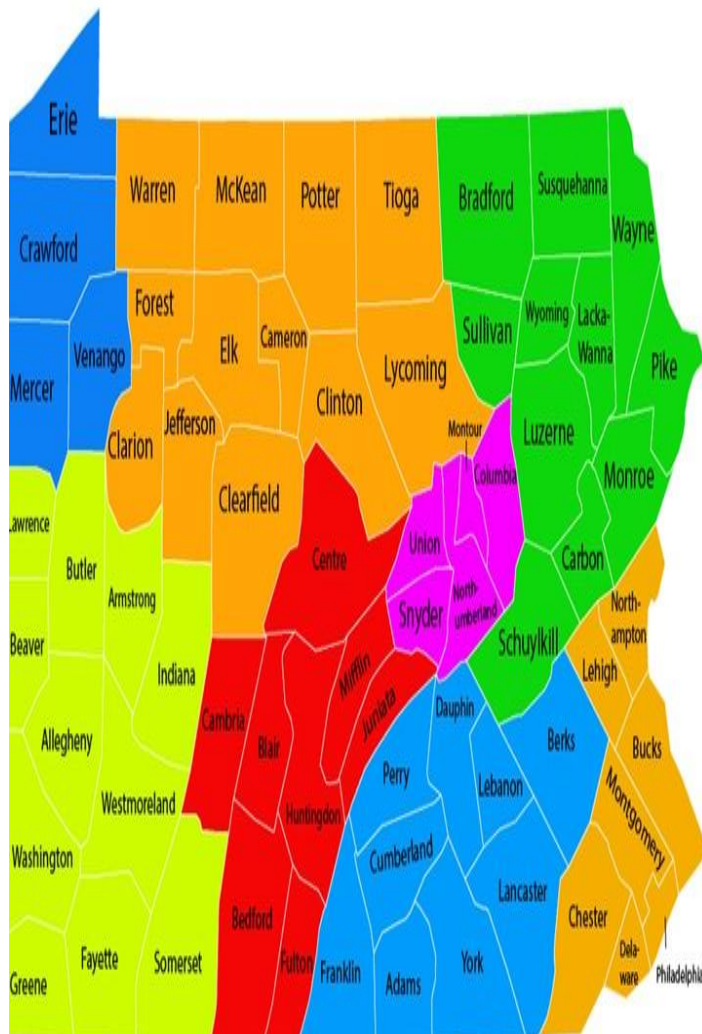 Erie
Warren
McKean
Potter
Tioga
Bradford
Susquehanna
Wayne
Crawford
Forest
Elk
Cameron
Wyoming
Lacka-
Wanna
Sullivan
Venango
Mercer
Lycoming
Pike
Clinton
Clarion
Jefferson
Montour
Luzerne
Columbia
Monroe
Clearfield
Lawrence
Butler
Armstrong
Centre
Union
Carbon
North-
umberland
Snyder
North-
ampton
Beaver
Indiana
Schuylkill
Lehigh
Mifflin
Juniata
Cambria
Blair
Dauphin
Berks
Bucks
Allegheny
Perry
Lebanon
Westmoreland
Huntingdon
Montgomery
Washington
Cumberland
Lancaster
Bedford
Chester
Greene
Fayette
Somerset
Fulton
Franklin
Adams
York
Dela-
ware
Philadelphia